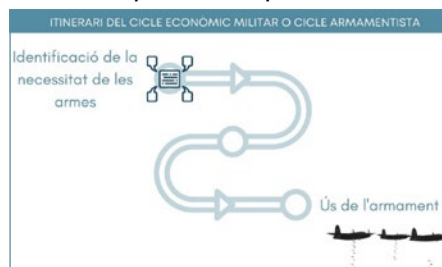 ITINERARI DEL CICLE ECONÒMIC MILITAR O CICLE ARMAMENTISTA
Identificació de la
necessitat de les
armes
Ús de l'armament